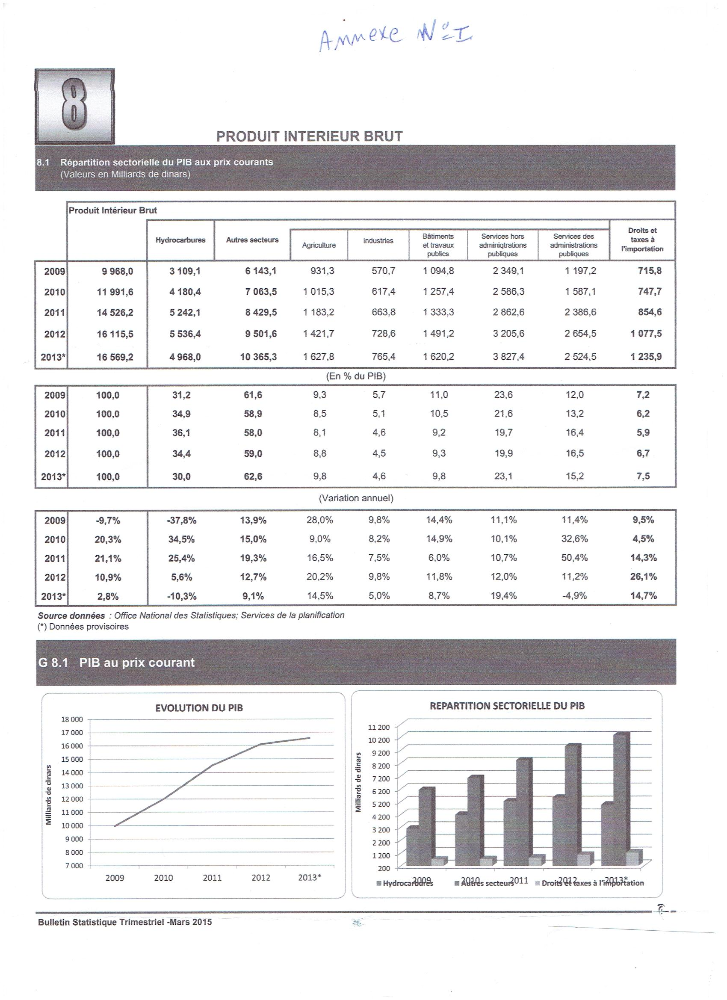 Annexe N°=I
8
PRODUIT INTERIEUR BRUT
8.1 Répartition sectorielle du PIB aux prix courants
(Valeurs en Milliards de dinars)
Produit Intérieur Brut
Hydrocarbures Autres secteurs Agriculture Industries Bâtiments et travaux publics Services hors adminiqtrations publiques Services des administrations publiques Droits et taxes à l'importation
2009 9 968,0 3 109,1 6 143,1 931,3 570,7 1 094,8 2 349,1 1 197,2 715,8
2010 11 991,6 4 180,4 7 063,5 1 015,3 617,4 1 257,4 2 586,3 1 587,1 747,7
2011 14 526,2 5 242,1 8 429,5 1 183,2 663,8 1 333,3 2 862,6 2 386,6 854,6
2012 16 115,5 5 536,4 9 501,6 1 421,7 728,6 1 491,2 3 205,6 2 654,5 1 077,5
2013* 16 569,2 4 968,0 10 365,3 1 627,8 765,4 1 620,2 3 827,4 2 524,5 1 235,9
(En % du PIB)
2009 100,0 31,2 61,6 9,3 5,7 11,0 23,6 12,0 7,2
2010 100,0 34,9 58,9 8,5 5,1 10,5 21,6 13,2 6,2
2011 100,0 36,1 58,0 8,1 4,6 9,2 19,7 16,4 5,9
2012 100,0 34,4 59,0 8,8 4,5 9,3 19,9 16,5 6,7
2013* 100,0 30,0 62,6 9,8 4,6 9,8 23,1 15,2 7,5
(Variation annuel)
2009 -9,7% -37,8% 13,9% 28,0% 9,8% 14,4% 11,1% 11,4% 9,5%
2010 20,3% 34,5% 15,0% 9,0% 8,2% 14,9% 10,1% 32,6% 4,5%
2011 21,1% 25,4% 19,3% 16,5% 7,5% 6,0% 10,7% 50,4% 14,3%
2012 10,9% 5,6% 12,7% 20,2% 9,8% 11,8% 12,0% 11,2% 26,1%
2013* 2,8% -10,3% 9,1% 14,5% 5,0% 8,7% 19,4% -4,9% 14,7%
Source données : Office National des Statistiques; Services de la planification
(*) Données provisoires
G 8.1 PIB au prix courant
EVOLUTION DU PIB
Milliards de dinars
18 000
17 000
16 000
15 000
14 000
13 000
12 000
11 000
10 000
9 000
8 000
7 000
2009 2010 2011 2012 2013*
REPARTITION SECTORIELLE DU PIB
Milliards de dinars
11 200
10 200
9 200
8 200
7 200
6 200
5 200
4 200
3 200
2 200
1 200
200
2009 2010 2011 2012 2013*
Hydrocarbures Autres secteurs Droits et taxes à l'importation
Bulletin Statistique Trimestriel -Mars 2015